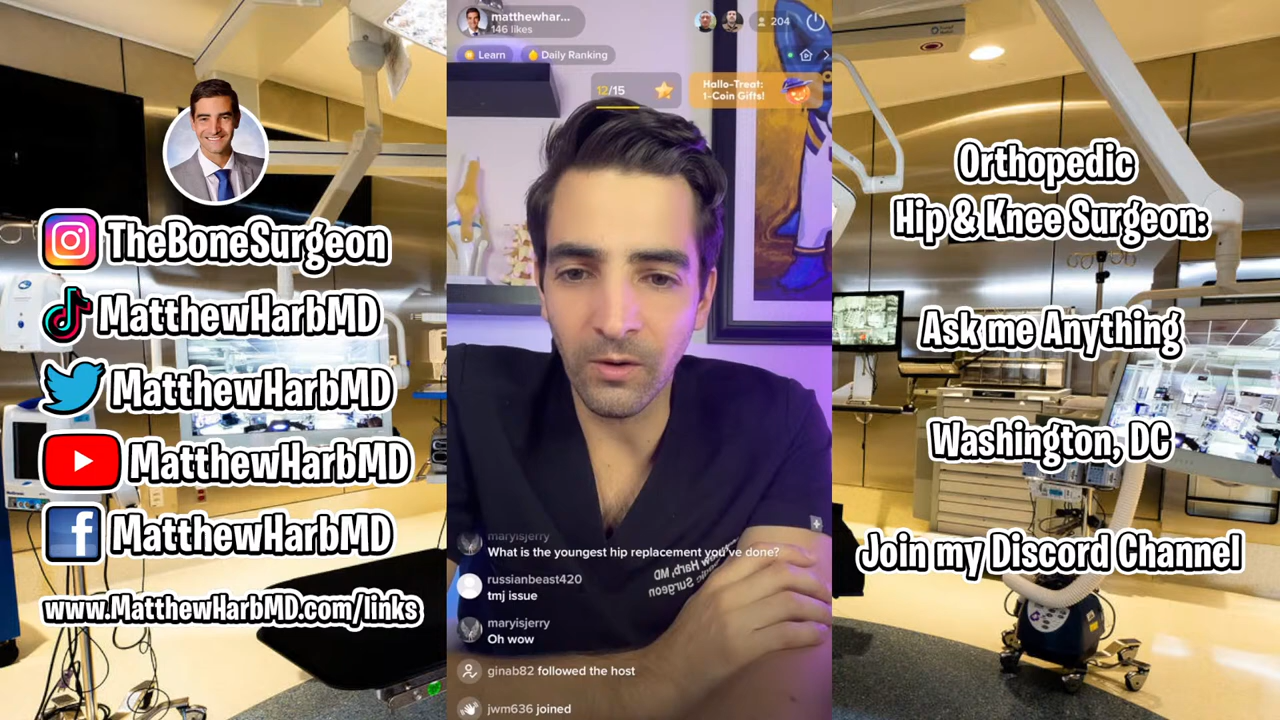 TheBoneSurgeon
MatthewHarbMD
MatthewHarbMD
MatthewHarbMD
MatthewHarbMD
www.MatthewHarbMD.com/links
matthewhar...
146 likes
204
Learn
Daily Ranking
12/15
Hallo-Treat:
1-Coin Gifts!
maryisjerry
What is the youngest hip replacement you've done?
russianbeast420
tmj issue
maryisjerry
Oh wow
ginab82 followed the host
jwm636 joined
Harb, MD
Surgeon
Orthopedic
Hip & Knee Surgeon:
Ask me Anything
Washington, DC
Join my Discord Channel